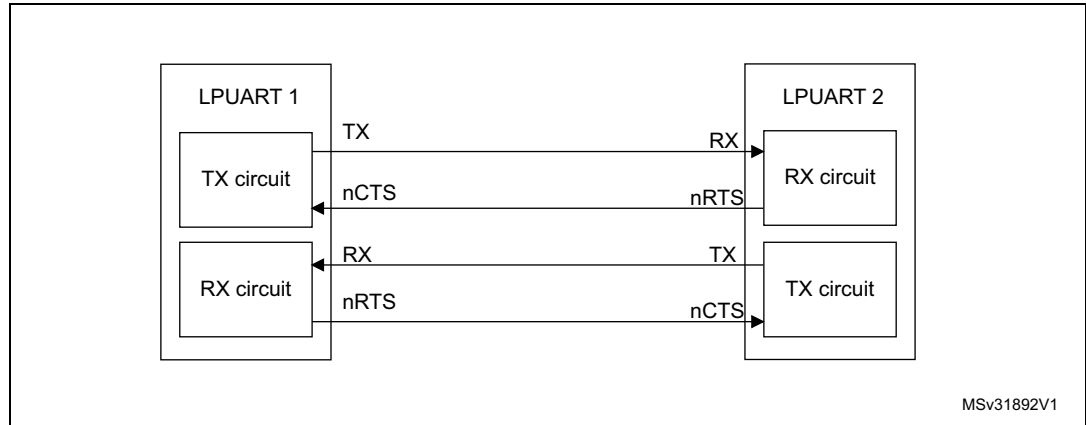 LPUART 1
LPUART 2
TX
RX
TX circuit
RX circuit
nCTS
nRTS
RX
TX
RX circuit
TX circuit
nRTS
nCTS
MSv31892V1